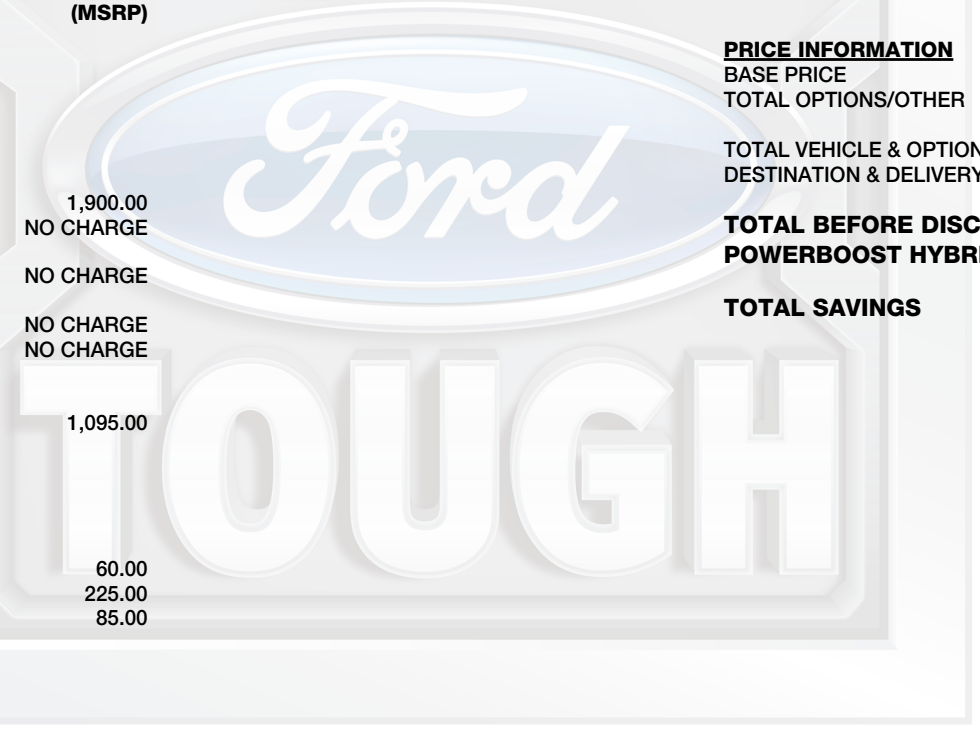 (MSRP)
1,900.00
NO CHARGE
NO CHARGE
NO CHARGE
NO CHARGE
1,095.00
60.00
225.00
85.00
PRICE INFORMATION
BASE PRICE
TOTAL OPTIONS/OTHER
TOTAL VEHICLE & OPTION
DESTINATION & DELIVERY
TOTAL BEFORE DISC
POWERBOOST HYBRI
TOTAL SAVINGS
Ford
TOUGH